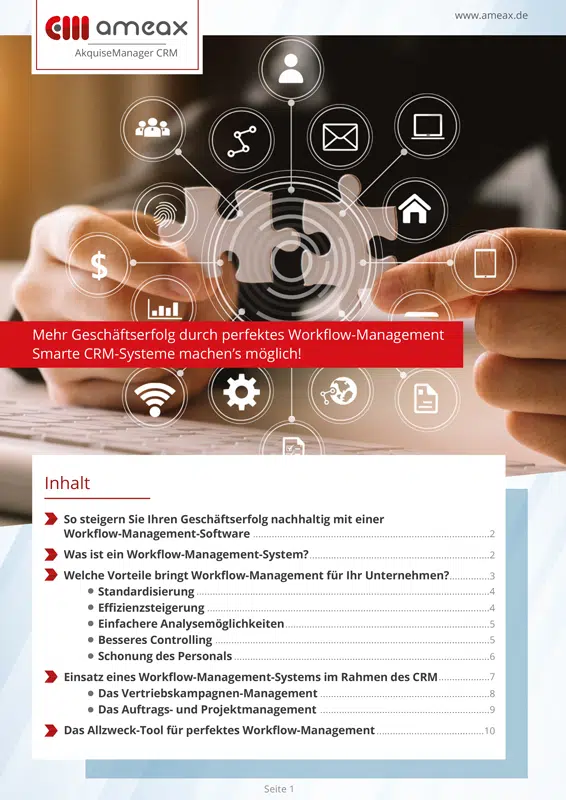 ameax
AkquiseManager CRM
www.ameax.de
$
Mehr Geschäftserfolg durch perfektes Workflow-Management
Smarte CRM-Systeme machen’s möglich!
Inhalt
So steigern Sie Ihren Geschäftserfolg nachhaltig mit einer
Workflow-Management-Software ........ 2
Was ist ein Workflow-Management-System? ........ 2
Welche Vorteile bringt Workflow-Management für Ihr Unternehmen? ........ 3
Standardisierung ........ 4
Effizienzsteigerung ........ 4
Einfachere Analysemöglichkeiten ........ 5
Besseres Controlling ........ 5
Schonung des Personals ........ 6
Einsatz eines Workflow-Management-Systems im Rahmen des CRM ........ 7
Das Vertriebskampagnen-Management ........ 8
Das Auftrags- und Projektmanagement ........ 9
Das Allzweck-Tool für perfektes Workflow-Management ........ 10
Seite 1